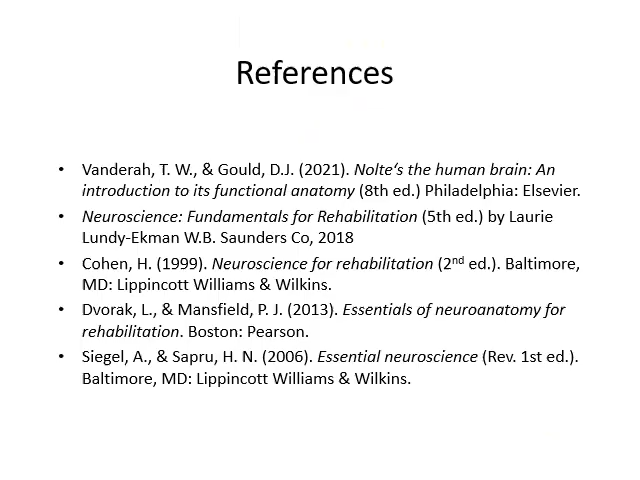 References
• Vanderah, T. W., & Gould, D.J. (2021). Nolte‘s the human brain: An
introduction to its functional anatomy (8th ed.) Philadelphia: Elsevier.
• Neuroscience: Fundamentals for Rehabilitation (5th ed.) by Laurie
Lundy-Ekman W.B. Saunders Co, 2018
• Cohen, H. (1999). Neuroscience for rehabilitation (2nd ed.). Baltimore,
MD: Lippincott Williams & Wilkins.
• Dvorak, L., & Mansfield, P. J. (2013). Essentials of neuroanatomy for
rehabilitation. Boston: Pearson.
• Siegel, A., & Sapru, H. N. (2006). Essential neuroscience (Rev. 1st ed.).
Baltimore, MD: Lippincott Williams & Wilkins.